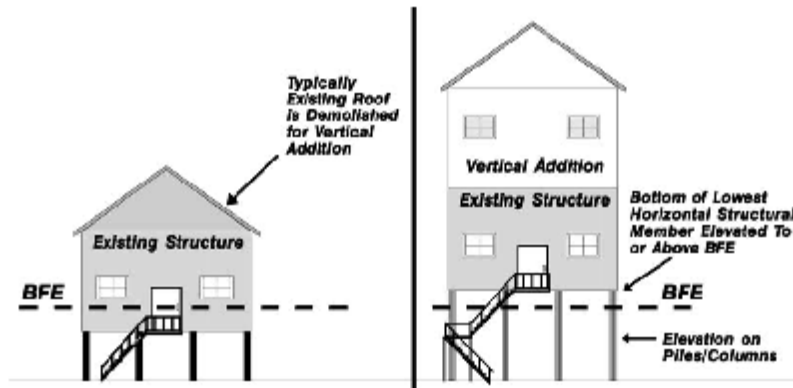 Typically
Existing Roof
is Demolished
for Vertical
Addition
Existing Structure
BFE
Vertical Addition
Existing Structure
Bottom of Lowest
Horizontal Structural
Member Elevated To
or Above BFE
BFE
Elevation on
Piles/Columns